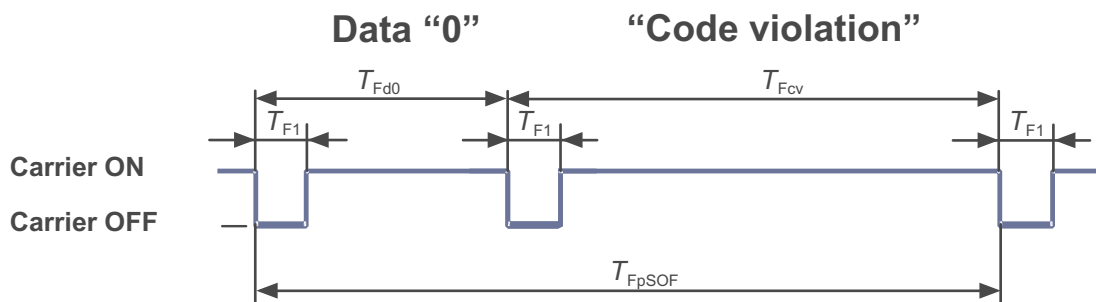 Data “0” “Code violation”
TFd0 TFcv
TF1 TF1 TF1
Carrier ON
Carrier OFF
TFpSOF